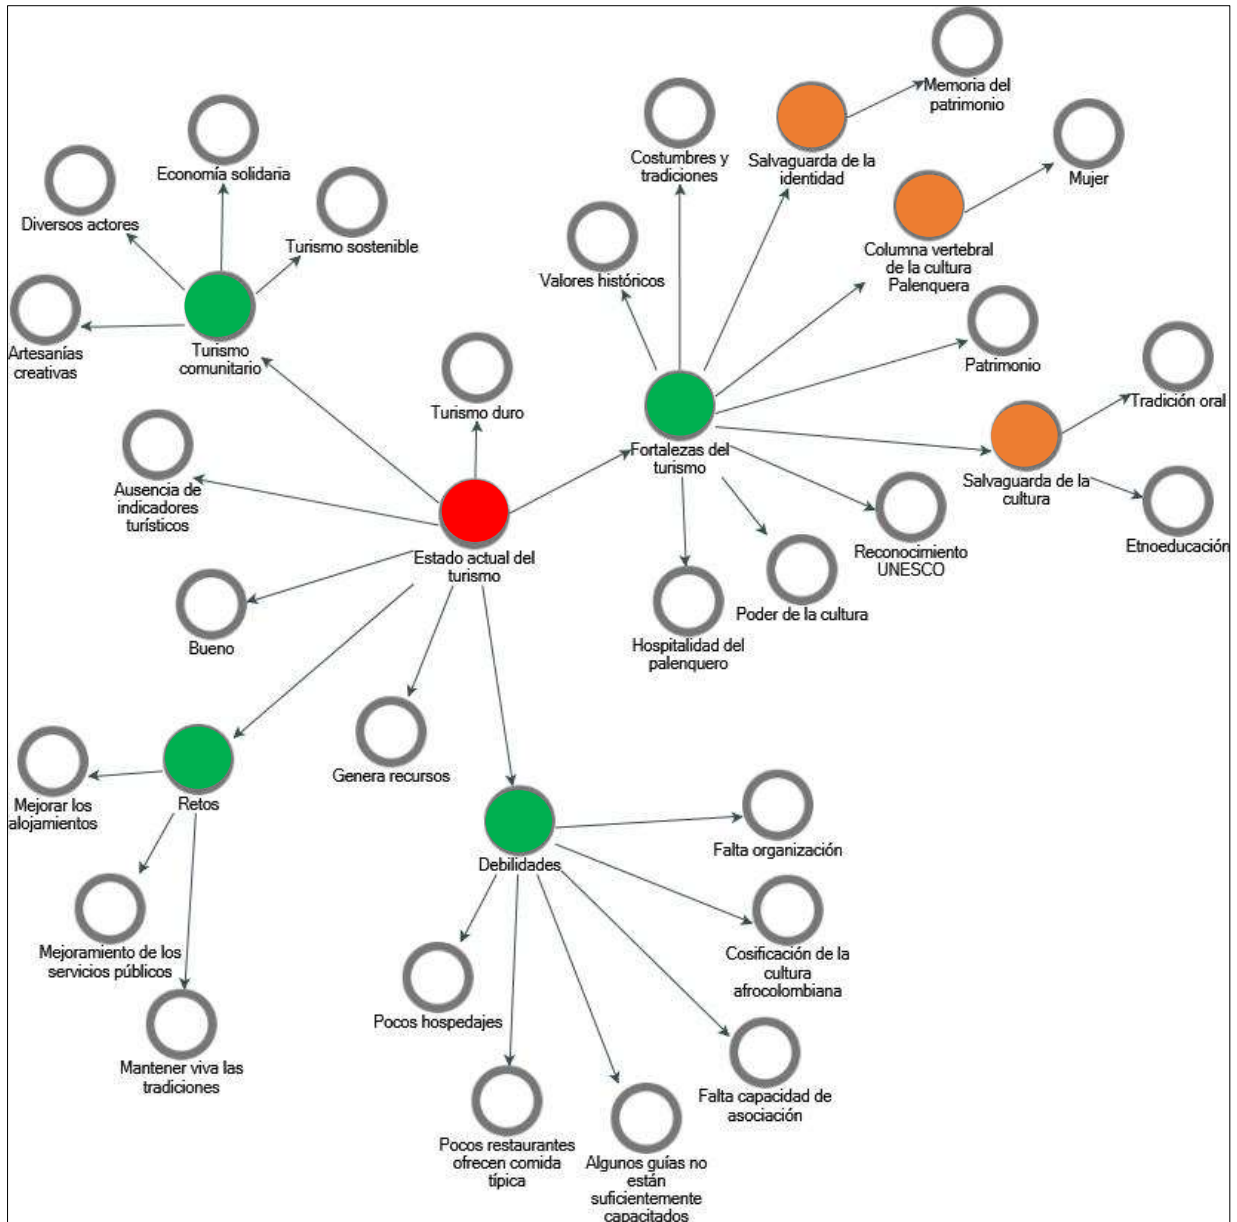 Memoria del
patrimonio
Costumbres y
tradiciones
Salvaguarda de la
identidad
Mujer
Economía solidaria
Diversos actores
Turismo sostenible
Valores históricos
Columna vertebral
de la cultura
Palenquera
Artesanías
creativas
Turismo
comunitario
Patrimonio
Turismo duro
Tradición oral
Fortalezas del
turismo
Salvaguarda de la
cultura
Ausencia de
indicadores
turísticos
Estado actual del
turismo
Reconocimiento
UNESCO
Etnoeducación
Poder de la cultura
Bueno
Hospitalidad del
palenquero
Genera recursos
Mejorar los
alojamientos
Retos
Debilidades
Falta organización
Mejoramiento de los
servicios públicos
Cosificación de la
cultura
afrocolombiana
Pocos hospedajes
Mantener viva las
tradiciones
Falta capacidad de
asociación
Pocos restaurantes
ofrecen comida
típica
Algunos guías no
están
suficientemente
capacitados